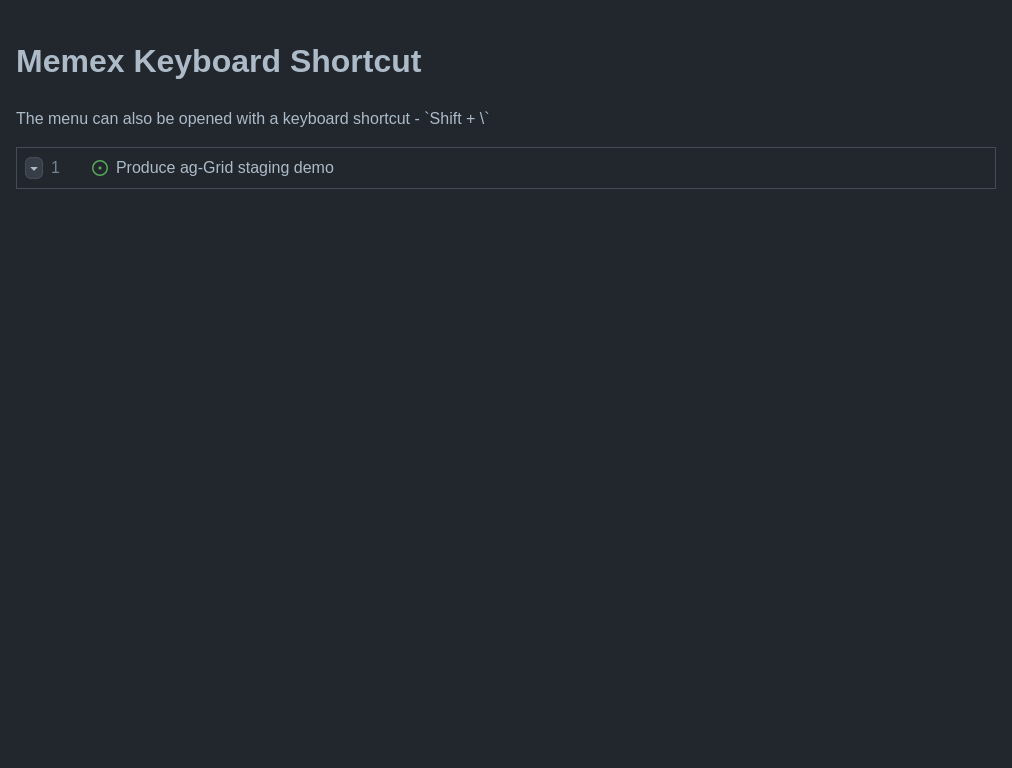 Memex Keyboard Shortcut
The menu can also be opened with a keyboard shortcut - `Shift + \`
1 Produce ag-Grid staging demo